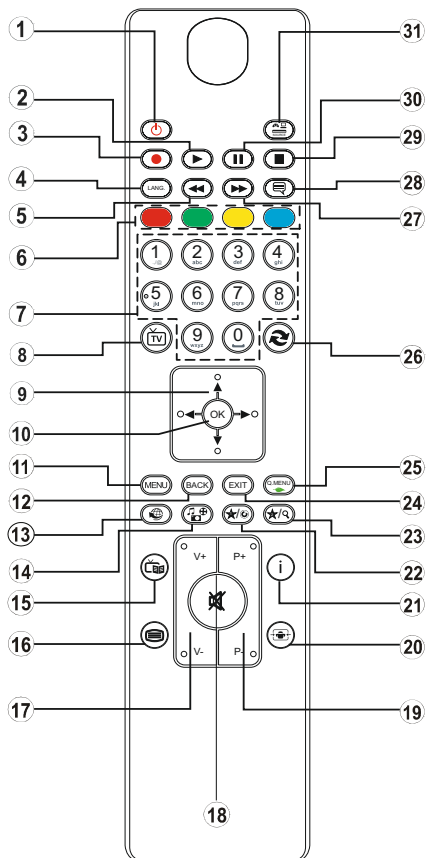 1
31
2
30
3
29
4
LANG.
28
5
27
6
1
2 abc
3 def
4 ghi
5 jkl
6 mno
7 pqrs
8 tuv
7
8
TV
9 wxyz
0
26
9
10
OK
11
MENU
BACK
EXIT
Q.MENU
25
12
24
13
23
14
V+
P+
22
15
i
21
16
20
17
V-
P-
19
18